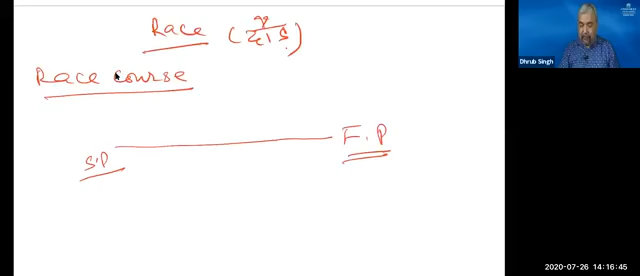 Race (दौड़)
Race course
S.P F.P
Dhrub Singh
2020-07-26 14:16:45